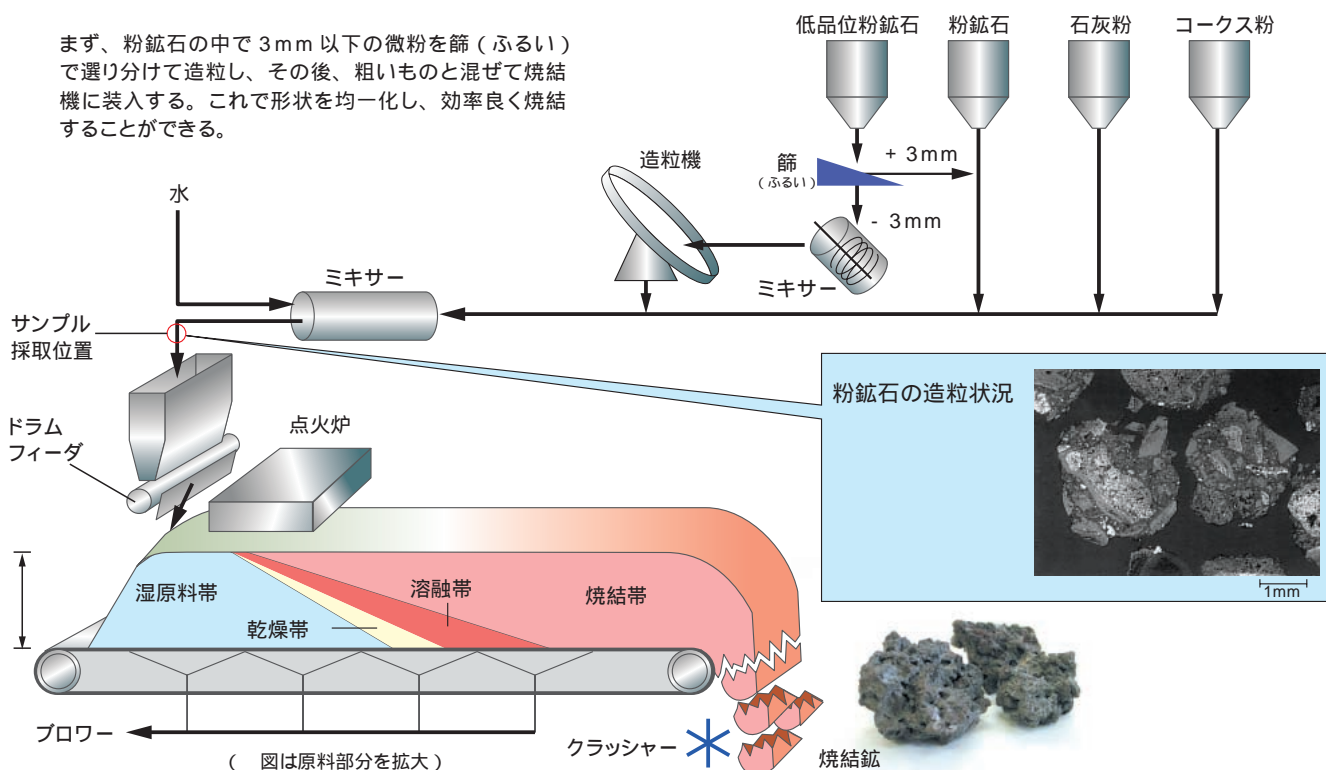 まず、粉鉱石の中で3mm以下の微粉を篩（ふるい）
で選り分けて造粒し、その後、粗いものと混ぜて焼結
機に装入する。これで形状を均一化し、効率良く焼結
することができる。
低品位粉鉱石
粉鉱石
石灰粉
コークス粉
造粒機
篩
（ふるい）
+ 3mm
- 3mm
ミキサー
水
ミキサー
サンプル
採取位置
粉鉱石の造粒状況
1mm
ドラム
フィーダ
点火炉
湿原料帯
乾燥帯
溶融帯
焼結帯
ブロワー
（　図は原料部分を拡大）
クラッシャー
焼結鉱